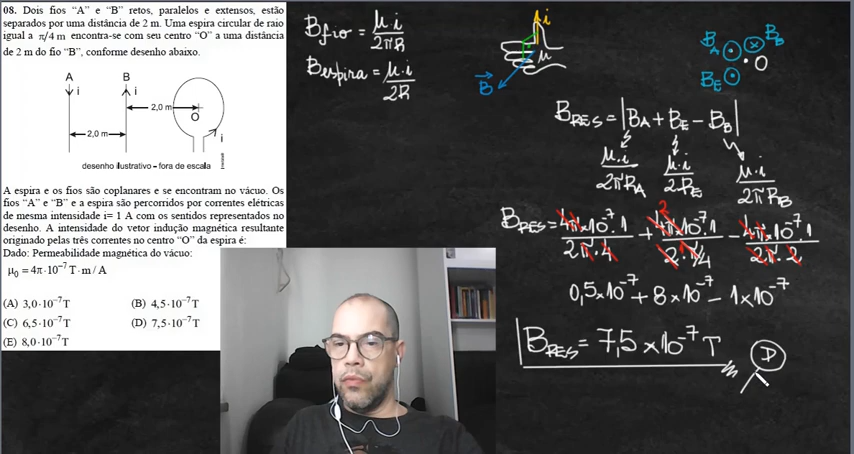 08. Dois fios "A" e "B" retos, paralelos e extensos, estão
separados por uma distância de 2 m. Uma espira circular de raio
igual a π/4 m encontra-se com seu centro "O" a uma distância
de 2 m do fio "B", conforme desenho abaixo.
A B
i i
2,0 m
O
2,0 m
i
desenho ilustrativo – fora de escala
A espira e os fios são coplanares e se encontram no vácuo. Os
fios "A" e "B" e a espira são percorridos por correntes elétricas
de mesma intensidade i= 1 A com os sentidos representados no
desenho. A intensidade do vetor indução magnética resultante
originado pelas três correntes no centro "O" da espira é:
Dado: Permeabilidade magnética do vácuo:
μ₀ = 4π·10⁻⁷ T·m/A
(A) 3,0·10⁻⁷T (B) 4,5·10⁻⁷T
(C) 6,5·10⁻⁷T (D) 7,5·10⁻⁷T
(E) 8,0·10⁻⁷T
Bfio = μ·i/2πR
Bespira = μ·i/2R
i
μ
B
BA BB
O
BE
BRES = |BA + BE − BB|
μ·i/2πRA μ·i/2RE μ·i/2πRB
2
BRES = 4π×10⁻⁷·1/2π·4 + 4π×10⁻⁷·1/2·π/4 − 4π×10⁻⁷·1/2π·2
0,5×10⁻⁷ + 8×10⁻⁷ − 1×10⁻⁷
BRES = 7,5×10⁻⁷ T
D